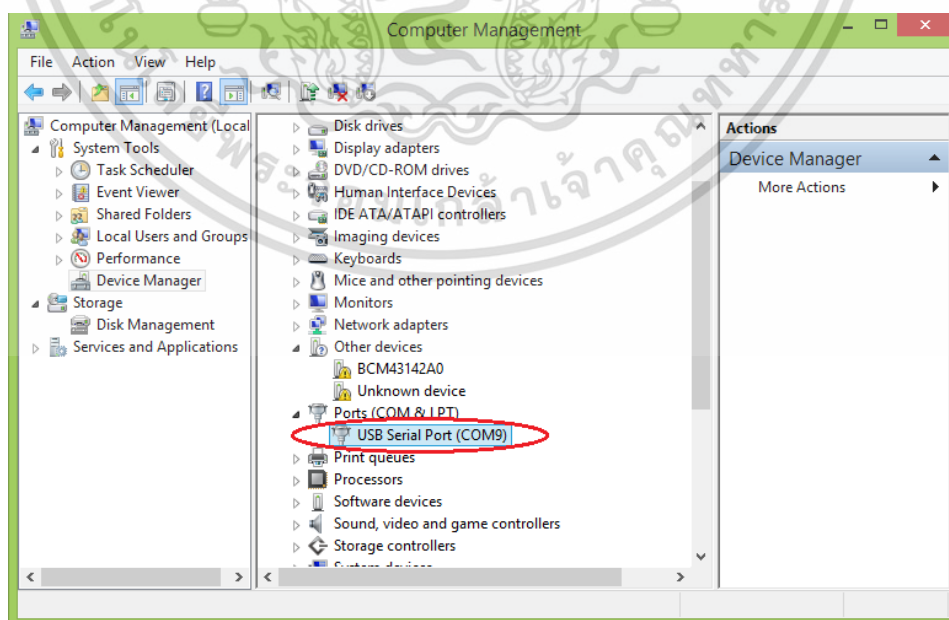 Computer Management
File Action View Help
Computer Management (Local
System Tools
Task Scheduler
Event Viewer
Shared Folders
Local Users and Groups
Performance
Device Manager
Storage
Disk Management
Services and Applications
Disk drives
Display adapters
DVD/CD-ROM drives
Human Interface Devices
IDE ATA/ATAPI controllers
Imaging devices
Keyboards
Mice and other pointing devices
Monitors
Network adapters
Other devices
BCM43142A0
Unknown device
Ports (COM & LPT)
USB Serial Port (COM9)
Print queues
Processors
Software devices
Sound, video and game controllers
Storage controllers
System devices
Actions
Device Manager
More Actions